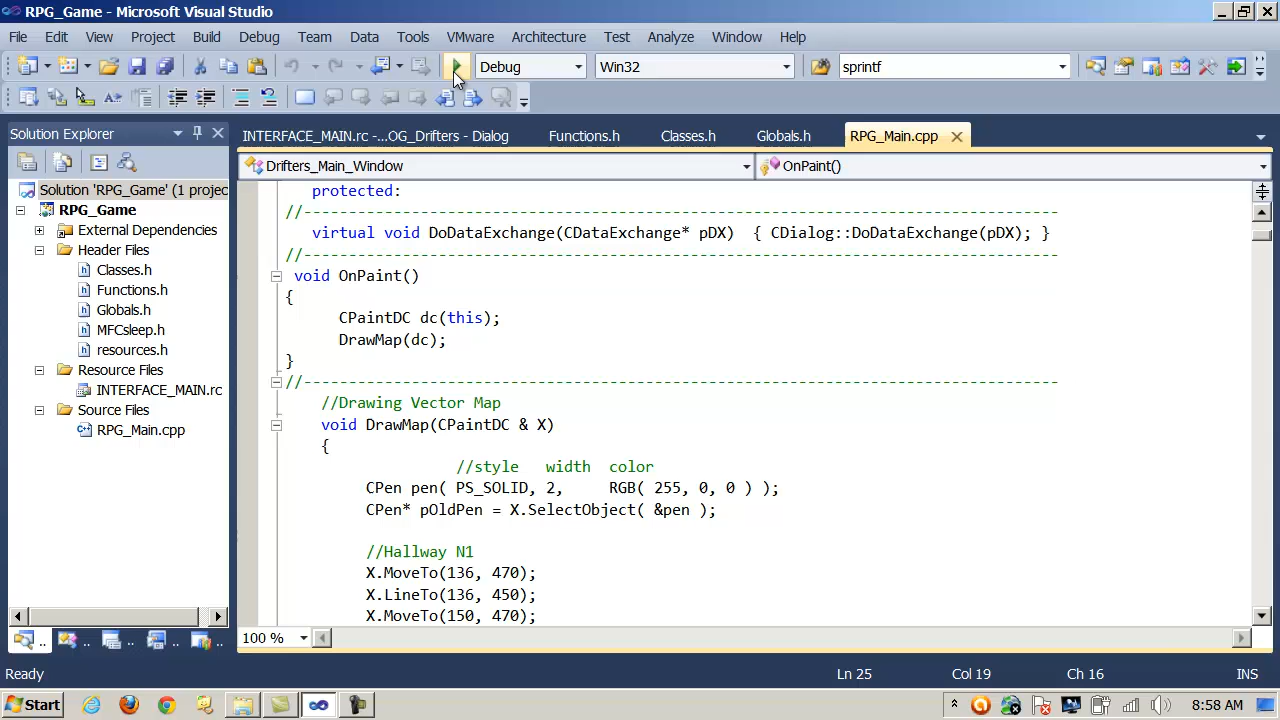 RPG_Game - Microsoft Visual Studio
File Edit View Project Build Debug Team Data Tools VMware Architecture Test Analyze Window Help
Debug Win32 sprintf
Solution Explorer
INTERFACE_MAIN.rc -...OG_Drifters - Dialog Functions.h Classes.h Globals.h RPG_Main.cpp
Drifters_Main_Window OnPaint()
Solution 'RPG_Game' (1 projec
RPG_Game
External Dependencies
Header Files
Classes.h
Functions.h
Globals.h
MFCsleep.h
resources.h
Resource Files
INTERFACE_MAIN.rc
Source Files
RPG_Main.cpp
protected:
//------------------------------------------------------------------------------------
virtual void DoDataExchange(CDataExchange* pDX) { CDialog::DoDataExchange(pDX); }
//------------------------------------------------------------------------------------
void OnPaint()
{
CPaintDC dc(this);
DrawMap(dc);
}
//------------------------------------------------------------------------------------
//Drawing Vector Map
void DrawMap(CPaintDC & X)
{
//style width color
CPen pen( PS_SOLID, 2, RGB( 255, 0, 0 ) );
CPen* pOldPen = X.SelectObject( &pen );
//Hallway N1
X.MoveTo(136, 470);
X.LineTo(136, 450);
X.MoveTo(150, 470);
100 %
Ready Ln 25 Col 19 Ch 16 INS
Start 8:58 AM